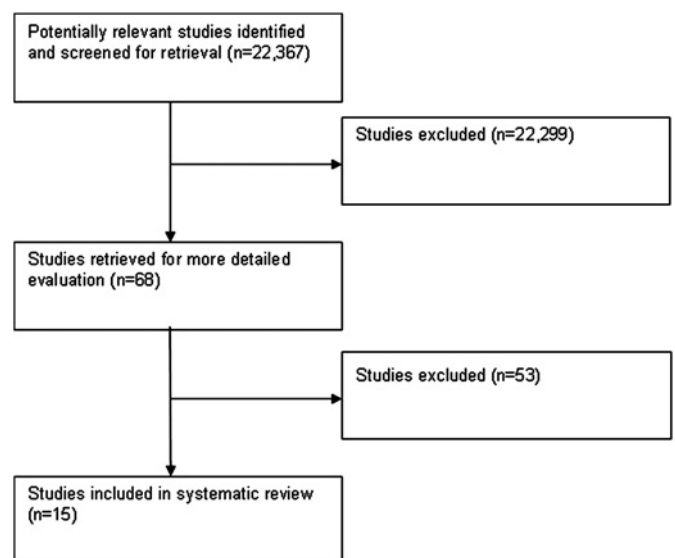 Potentially relevant studies identified
and screened for retrieval (n=22,367)
Studies excluded (n=22,299)
Studies retrieved for more detailed
evaluation (n=68)
Studies excluded (n=53)
Studies included in systematic review
(n=15)